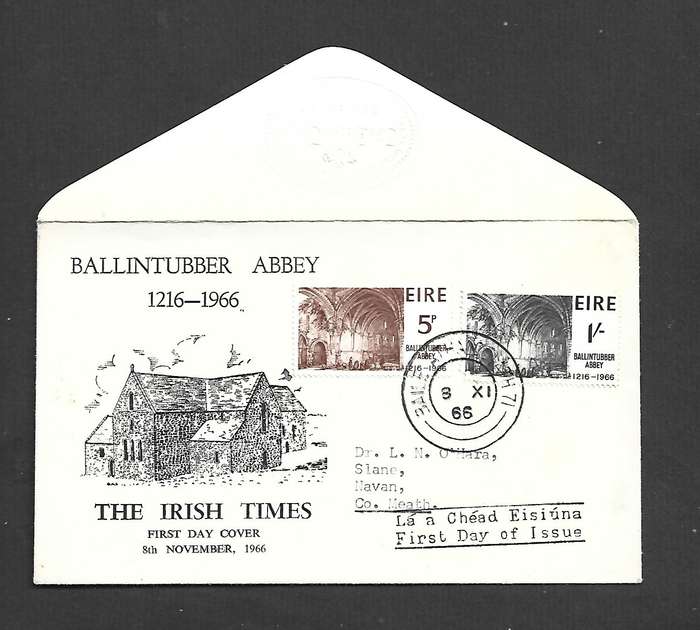 BALLINTUBBER ABBEY
1216—1966
EIRE
5p
BALLINTUBBER
ABBEY
1216-1966
EIRE
1/-
BALLINTUBBER
ABBEY
1216-1966
8 XI
66
Dr. L. N. O'Hara,
Slane,
Navan,
Co. Meath.
Lá a Chéad Eisiúna
First Day of Issue
THE IRISH TIMES
FIRST DAY COVER
8th NOVEMBER, 1966